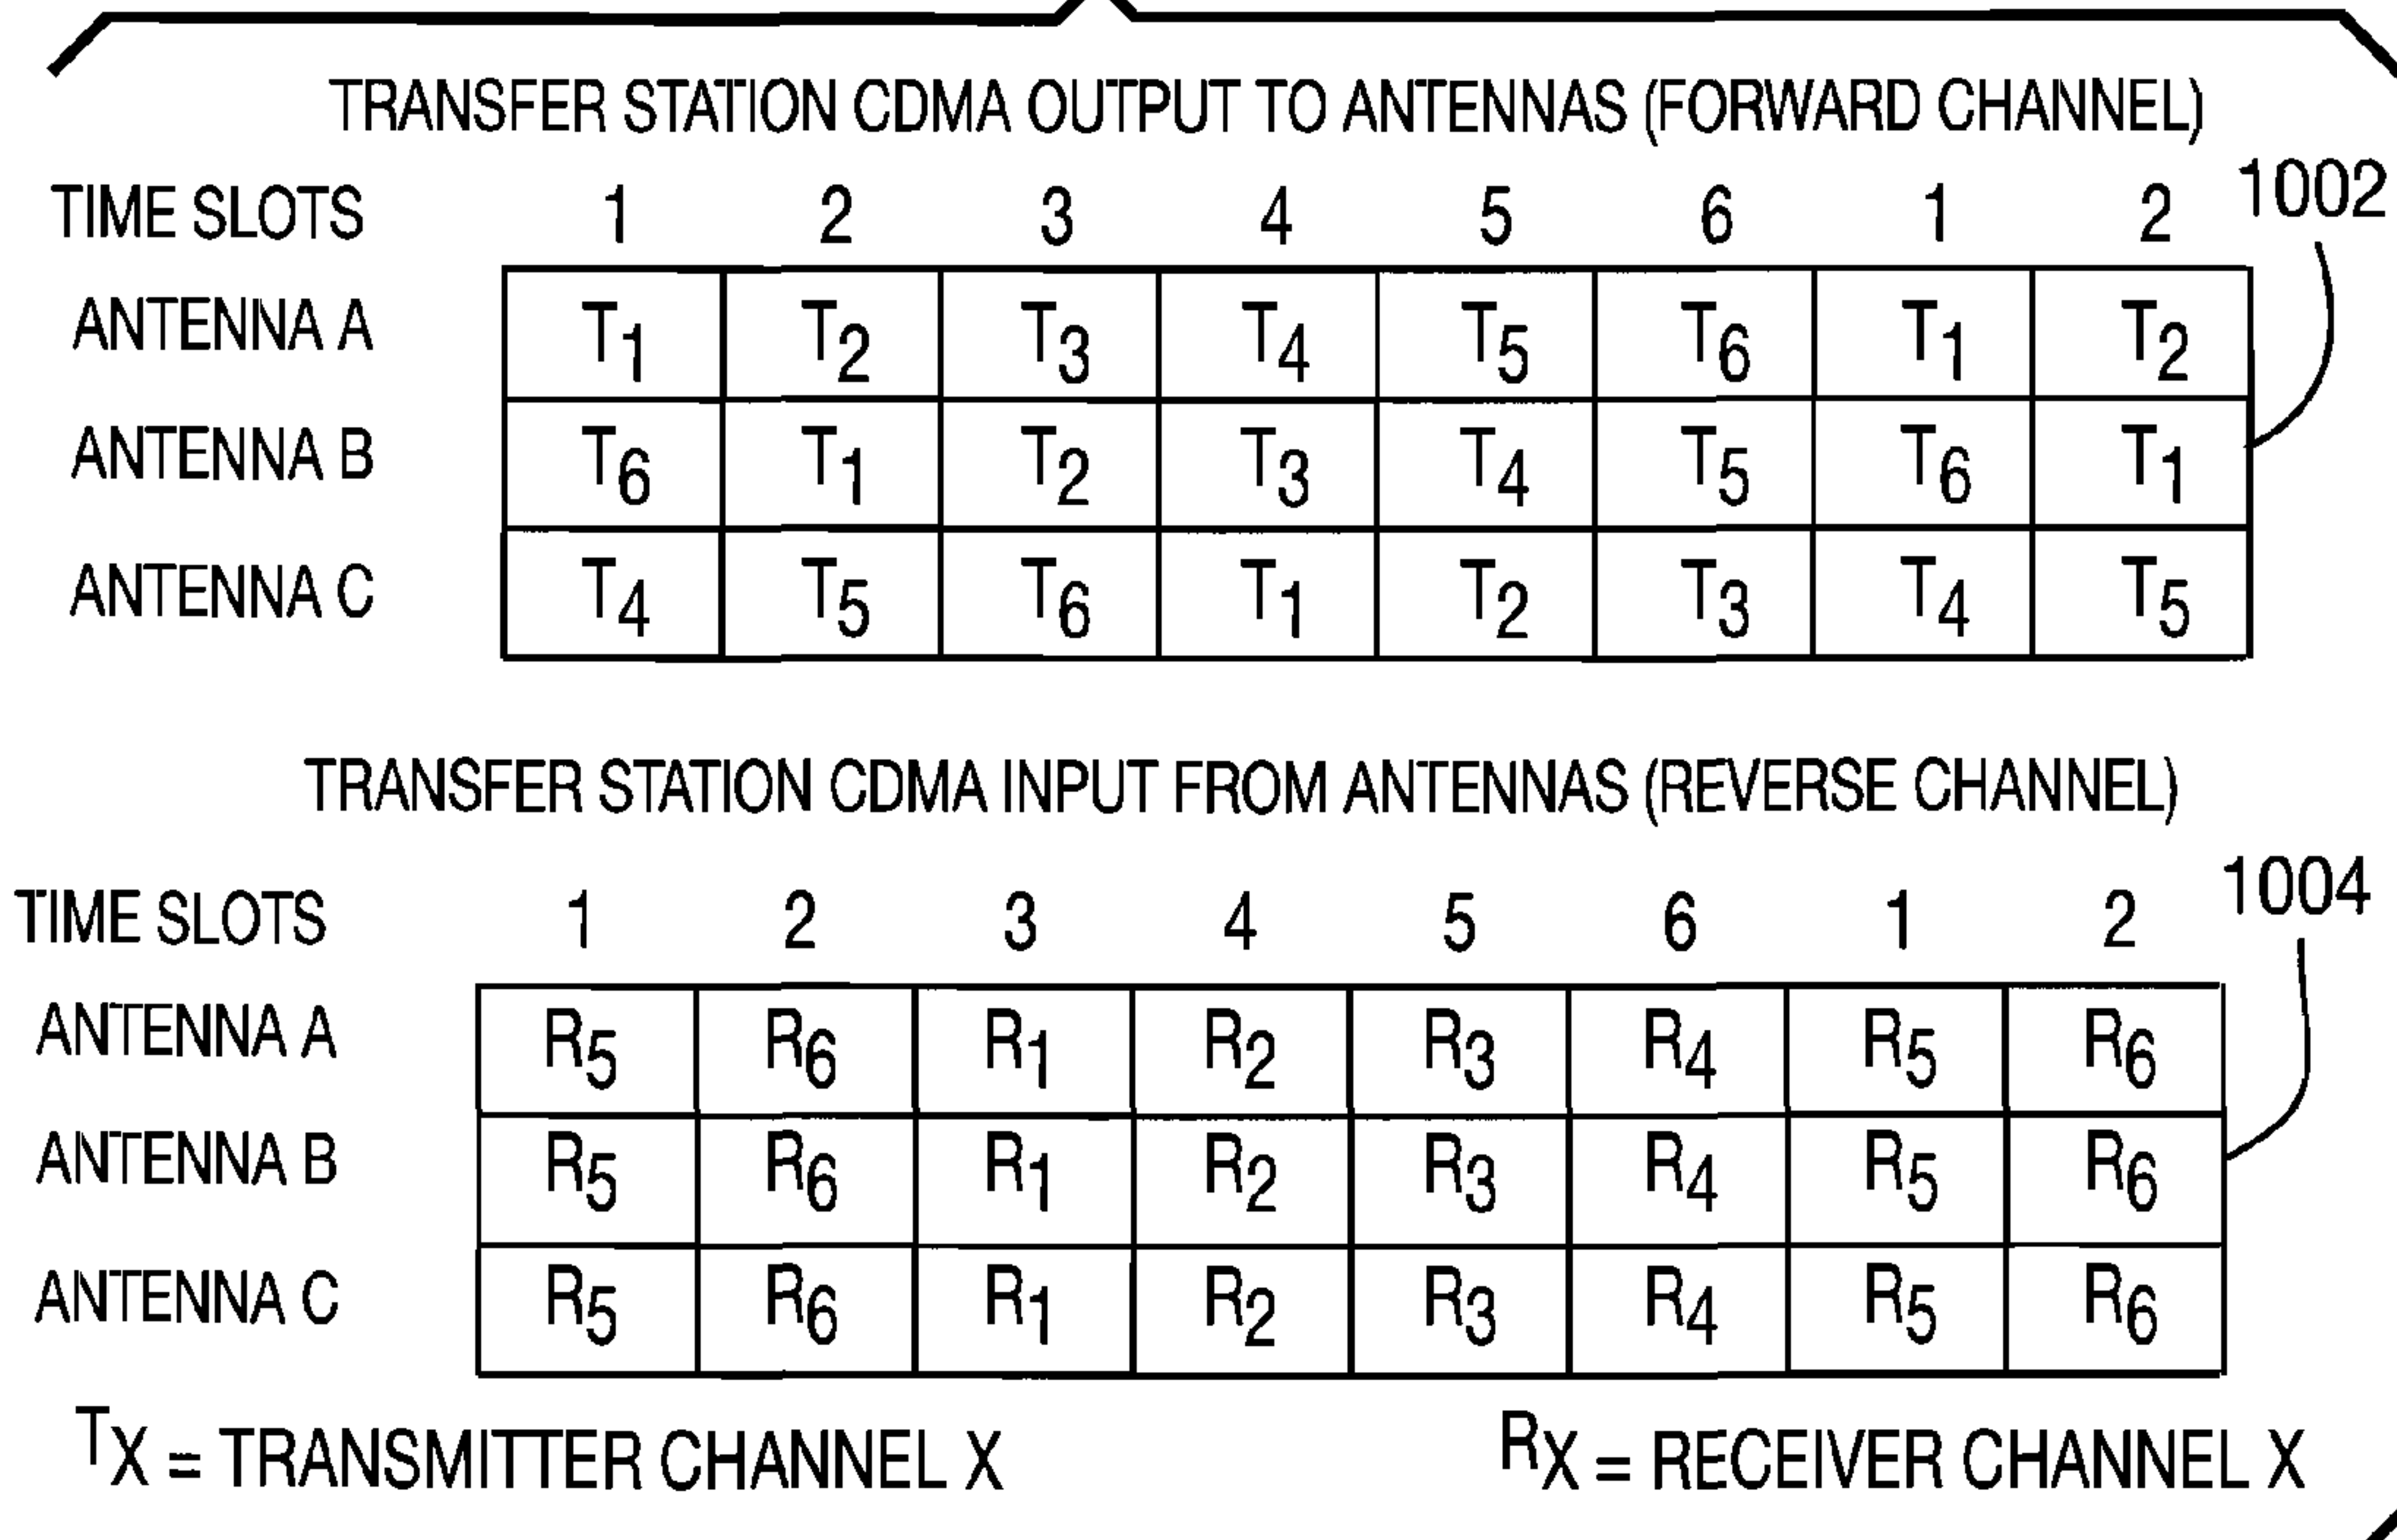 TRANSFER STATION CDMA OUTPUT TO ANTENNAS (FORWARD CHANNEL)
TIME SLOTS 1 2 3 4 5 6 1 2 1002
ANTENNA A T1 T2 T3 T4 T5 T6 T1 T2
ANTENNA B T6 T1 T2 T3 T4 T5 T6 T1
ANTENNA C T4 T5 T6 T1 T2 T3 T4 T5
TRANSFER STATION CDMA INPUT FROM ANTENNAS (REVERSE CHANNEL)
TIME SLOTS 1 2 3 4 5 6 1 2 1004
ANTENNA A R5 R6 R1 R2 R3 R4 R5 R6
ANTENNA B R5 R6 R1 R2 R3 R4 R5 R6
ANTENNA C R5 R6 R1 R2 R3 R4 R5 R6
TX = TRANSMITTER CHANNEL X RX = RECEIVER CHANNEL X